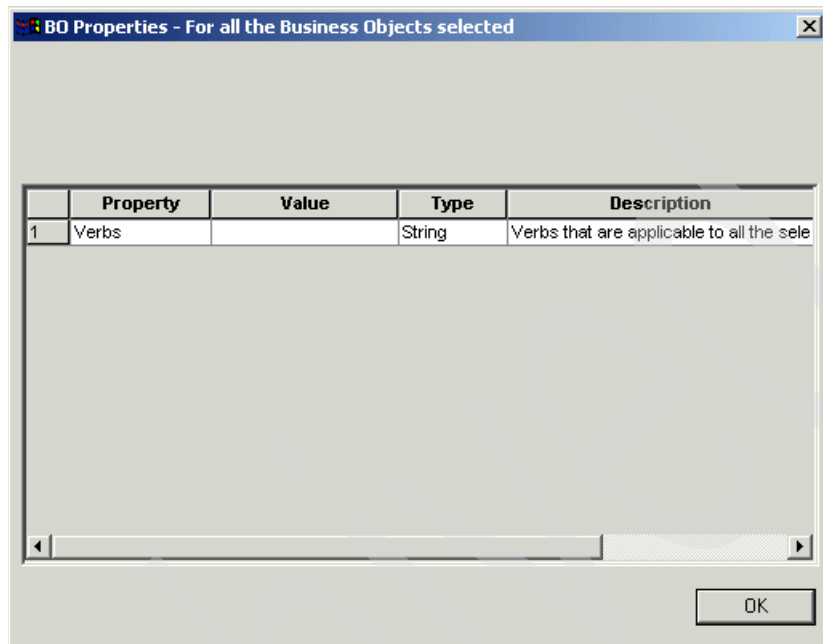 BO Properties - For all the Business Objects selected
Property Value Type Description
1 Verbs String Verbs that are applicable to all the sele
OK